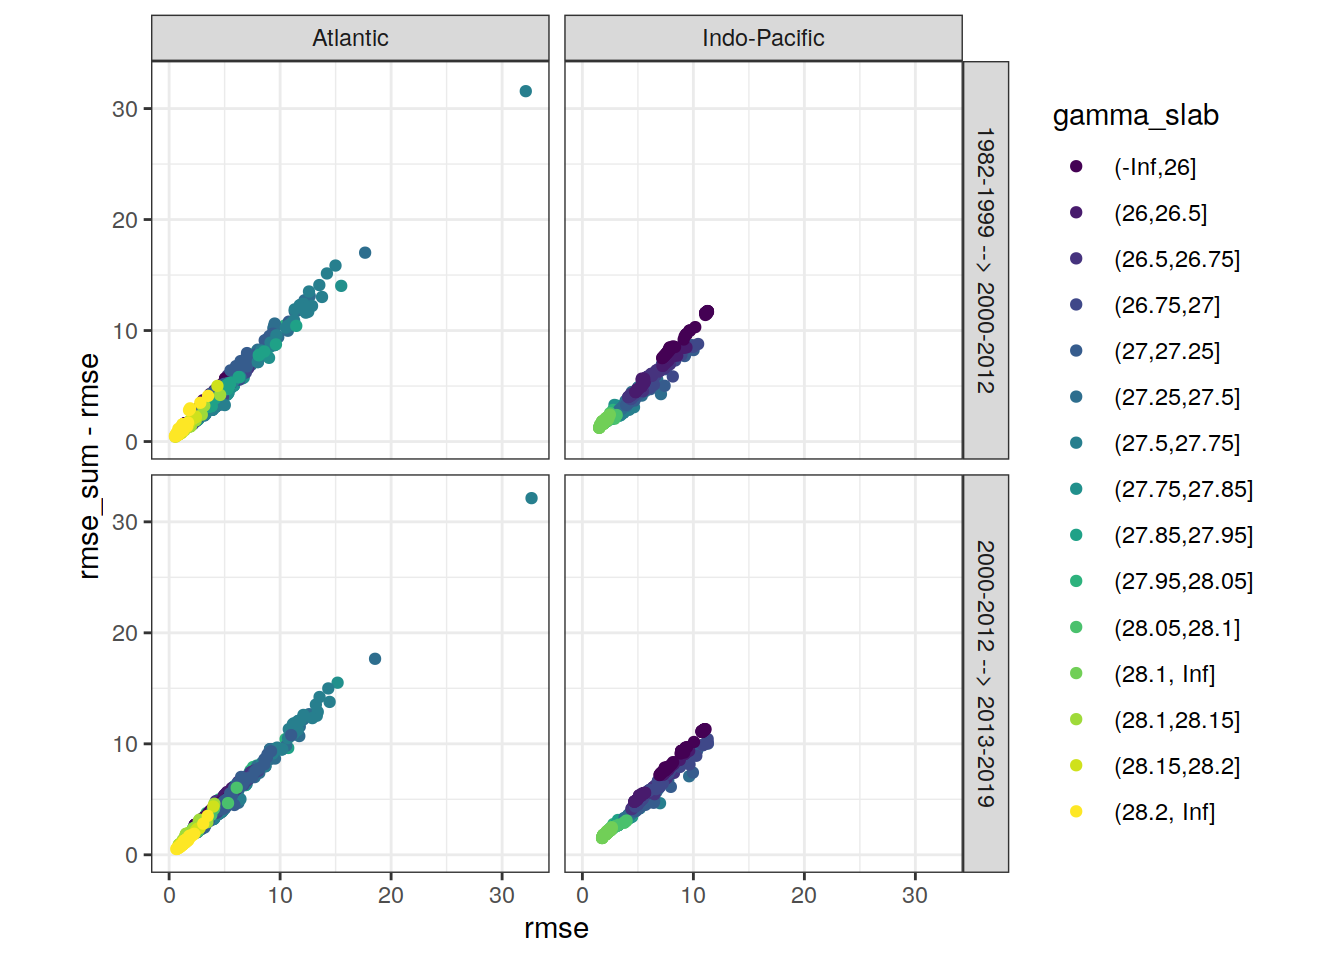 Atlantic
Indo-Pacific
30
20
10
0
1982-1999 --> 2000-2012
rmse_sum - rmse
30
20
10
0
2000-2012 --> 2013-2019
0
10
20
30
0
10
20
30
rmse
gamma_slab
(-Inf,26]
(26,26.5]
(26.5,26.75]
(26.75,27]
(27,27.25]
(27.25,27.5]
(27.5,27.75]
(27.75,27.85]
(27.85,27.95]
(27.95,28.05]
(28.05,28.1]
(28.1, Inf]
(28.1,28.15]
(28.15,28.2]
(28.2, Inf]